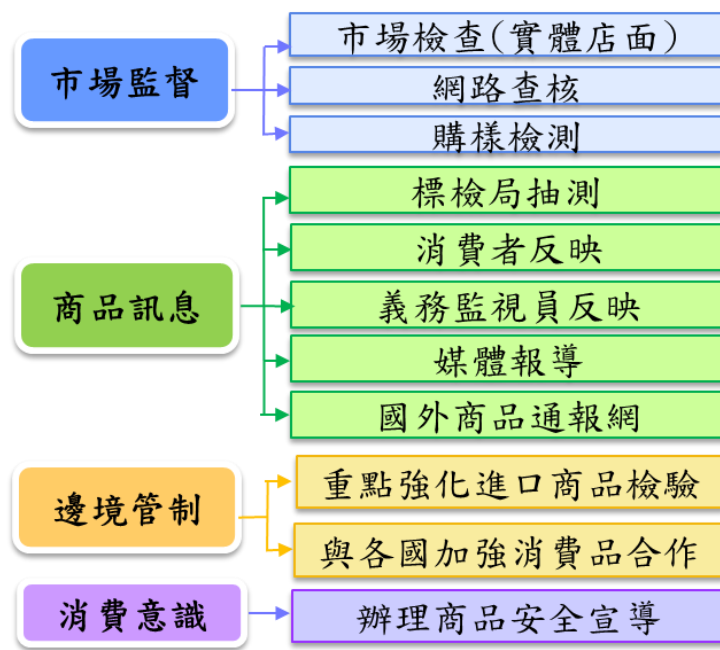 市場監督
市場檢查(實體店面)
網路查核
購樣檢測
商品訊息
標檢局抽測
消費者反映
義務監視員反映
媒體報導
國外商品通報網
邊境管制
重點強化進口商品檢驗
與各國加強消費品合作
消費意識
辦理商品安全宣導